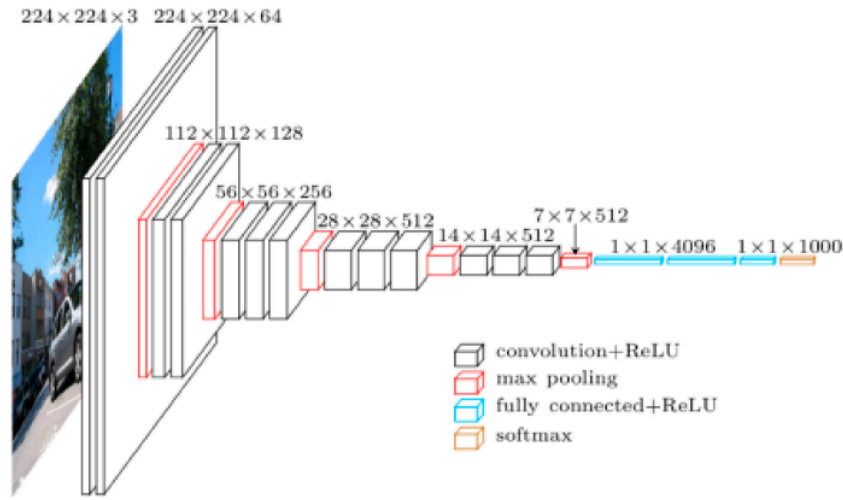 224×224×3
224×224×64
112×112×128
56×56×256
28×28×512
14×14×512
7×7×512
1×1×4096
1×1×1000
convolution+ReLU
max pooling
fully connected+ReLU
softmax